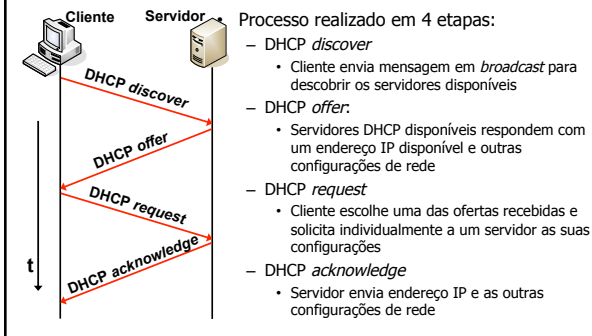 Cliente
Servidor
DHCP discover
DHCP offer
DHCP request
DHCP acknowledge
t
Processo realizado em 4 etapas:
– DHCP discover
• Cliente envia mensagem em broadcast para
descobrir os servidores disponíveis
– DHCP offer:
• Servidores DHCP disponíveis respondem com
um endereço IP disponível e outras
configurações de rede
– DHCP request
• Cliente escolhe uma das ofertas recebidas e
solicita individualmente a um servidor as suas
configurações
– DHCP acknowledge
• Servidor envia endereço IP e as outras
configurações de rede